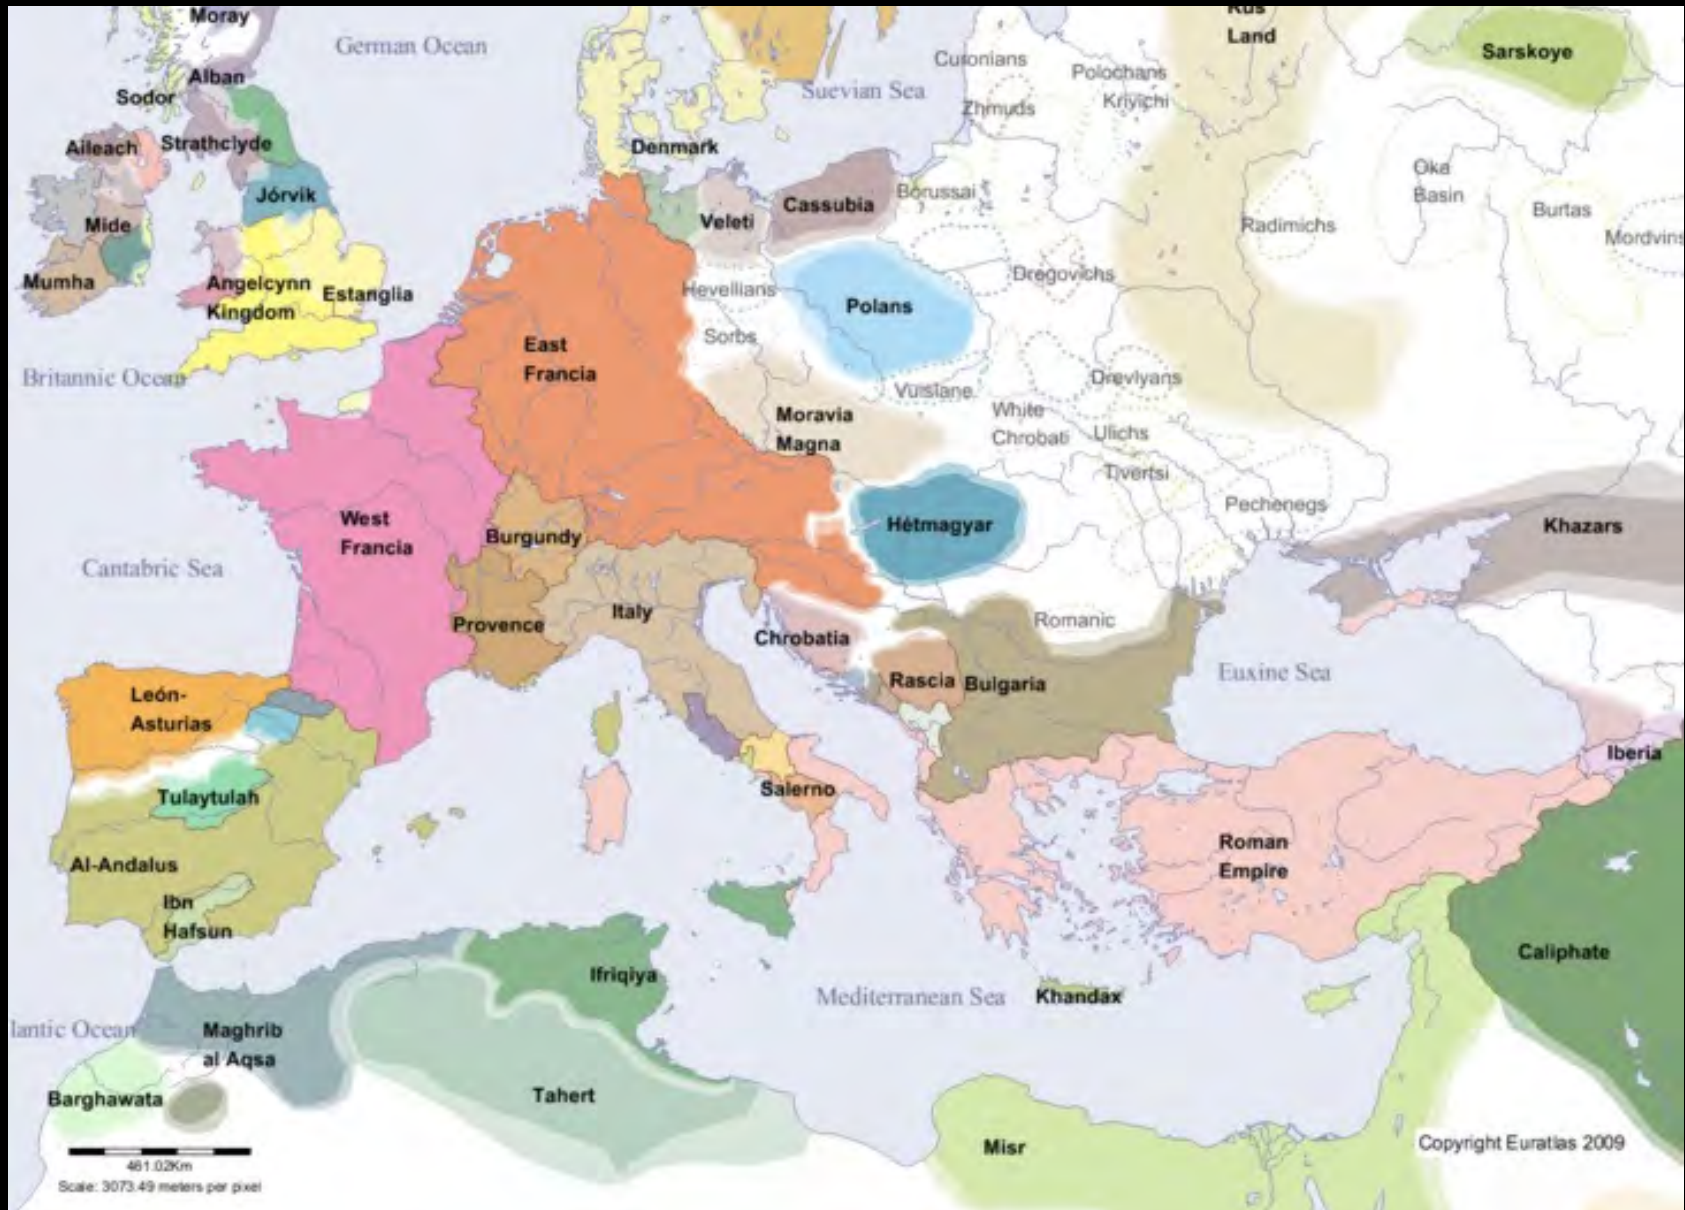 Moray
Rus
Land
German Ocean
Sarskoye
Curonians
Polochans
Kriyichi
Alban
Sodor
Suevian Sea
Zhmuds
Aileach
Strathclyde
Denmark
Oka
Basin
Jórvik
Borussai
Cassubia
Burtas
Mide
Veleti
Radimichs
Mordvins
Mumha
Angelcynn
Kingdom
Estanglia
Hevellians
Dregovichs
Polans
Sorbs
East
Francia
Britannic Ocean
Vuislane
Drevlyans
Moravia
Magna
White
Chrobati
Ulichs
Tivertsi
Pechenegs
West
Francia
Burgundy
Hétmagyar
Khazars
Cantabric Sea
Italy
Provence
Chrobatia
Romanic
Rascia
Bulgaria
Euxine Sea
León-
Asturias
Iberia
Tulaytulah
Salerno
Roman
Empire
Al-Andalus
Ibn
Hafsun
Caliphate
Ifriqiya
Mediterranean Sea
Khandax
lantic Ocean
Maghrib
al Aqsa
Barghawata
Tahert
Misr
Copyright Euratlas 2009
461.02Km
Scale: 3073.49 meters per pixel